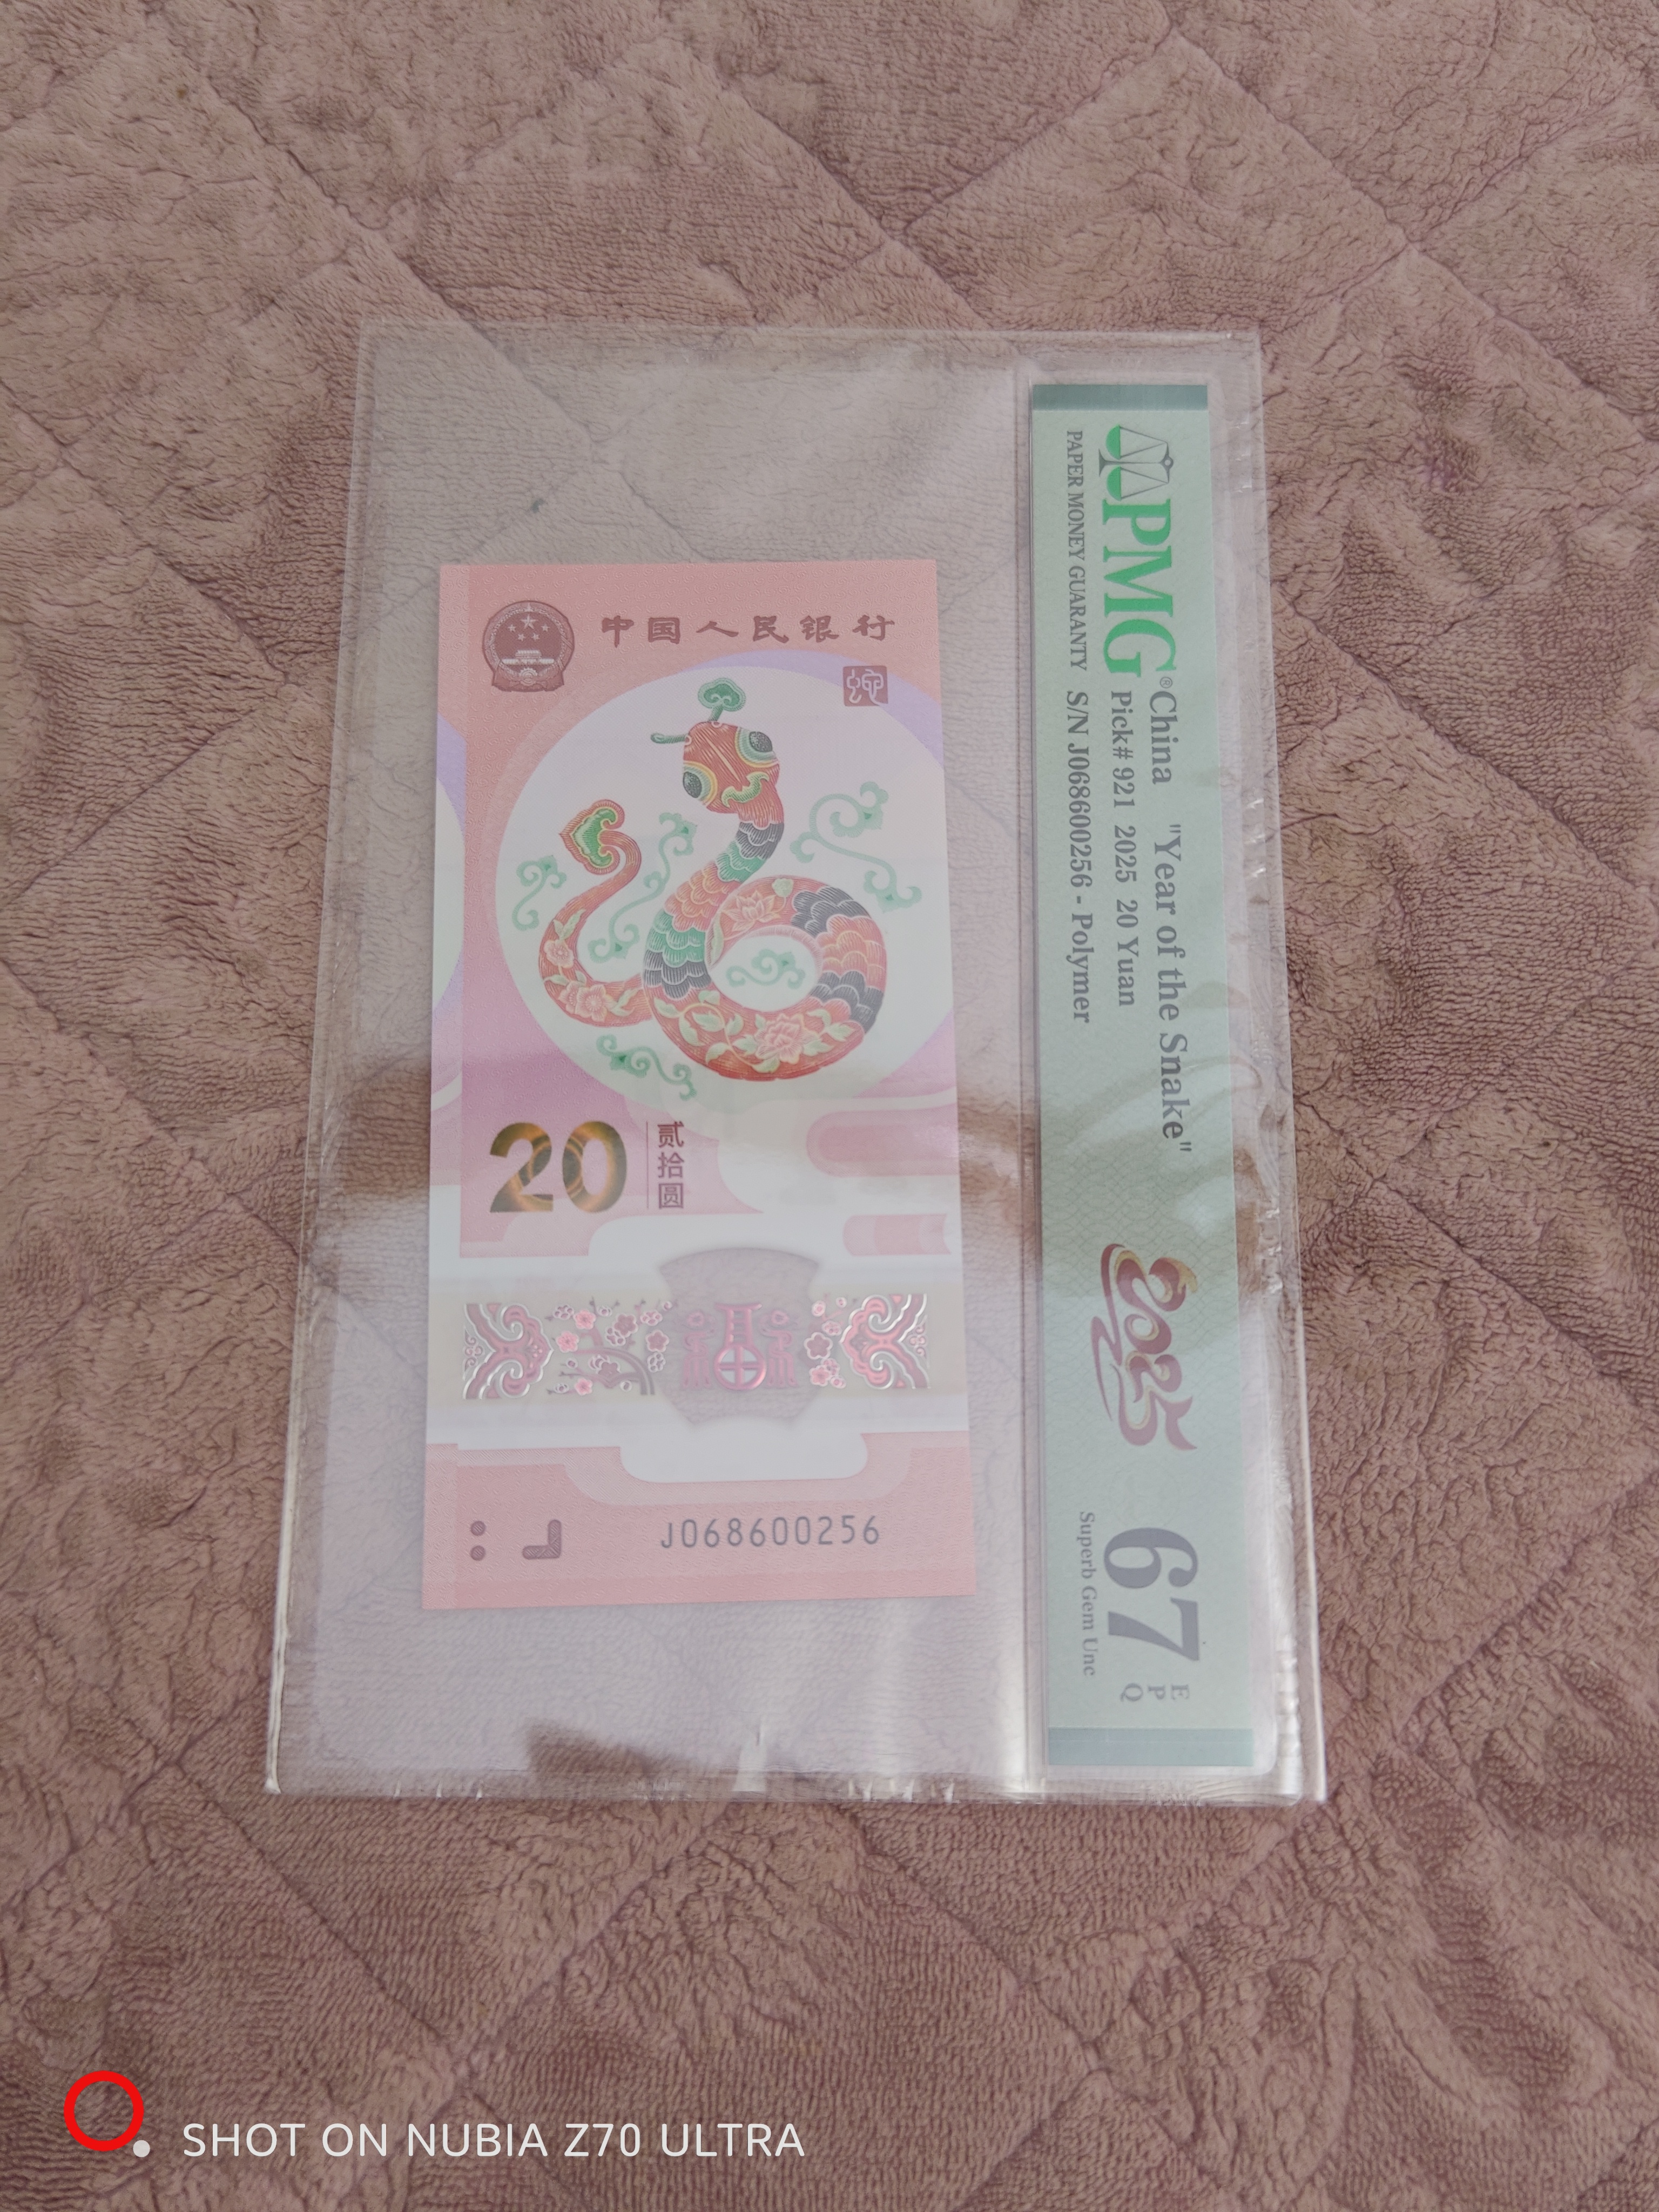 中国人民银行
蛇
20
贰拾圆
福
J068600256
PMG®
PAPER MONEY GUARANTY
China "Year of the Snake"
Pick# 921 2025 20 Yuan
S/N J068600256 - Polymer
2025
67
EPQ
Superb Gem Unc
SHOT ON NUBIA Z70 ULTRA